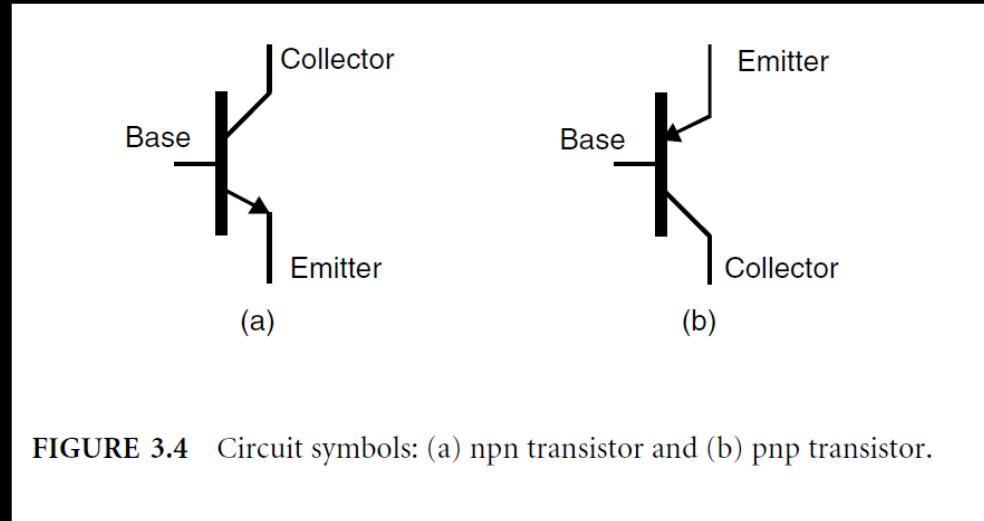 Collector
Base
Emitter
(a)
Emitter
Base
Collector
(b)
FIGURE 3.4 Circuit symbols: (a) npn transistor and (b) pnp transistor.